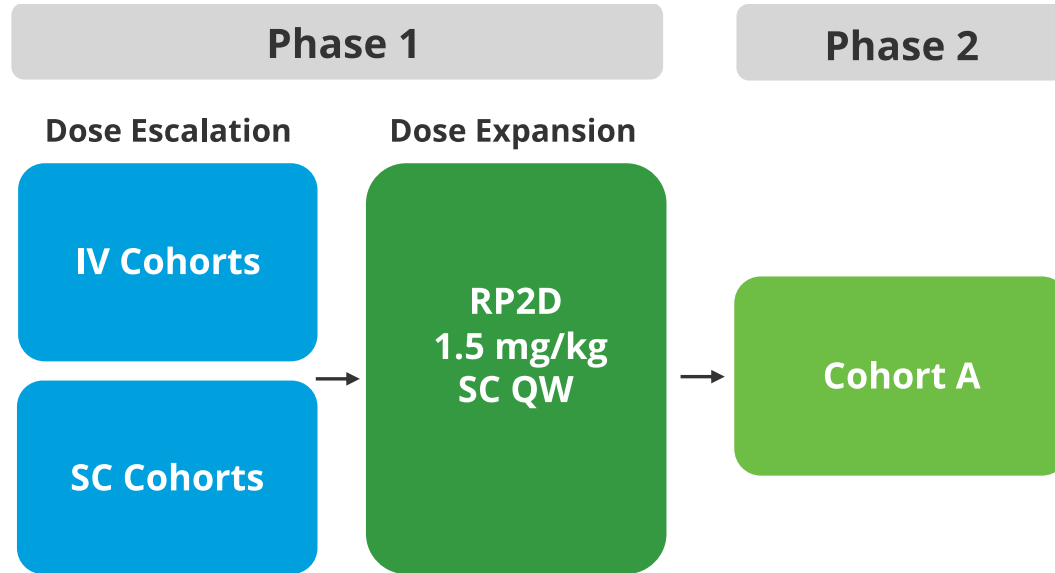 Phase 1
Phase 2
Dose Escalation
Dose Expansion
IV Cohorts
SC Cohorts
RP2D
1.5 mg/kg
SC QW
Cohort A